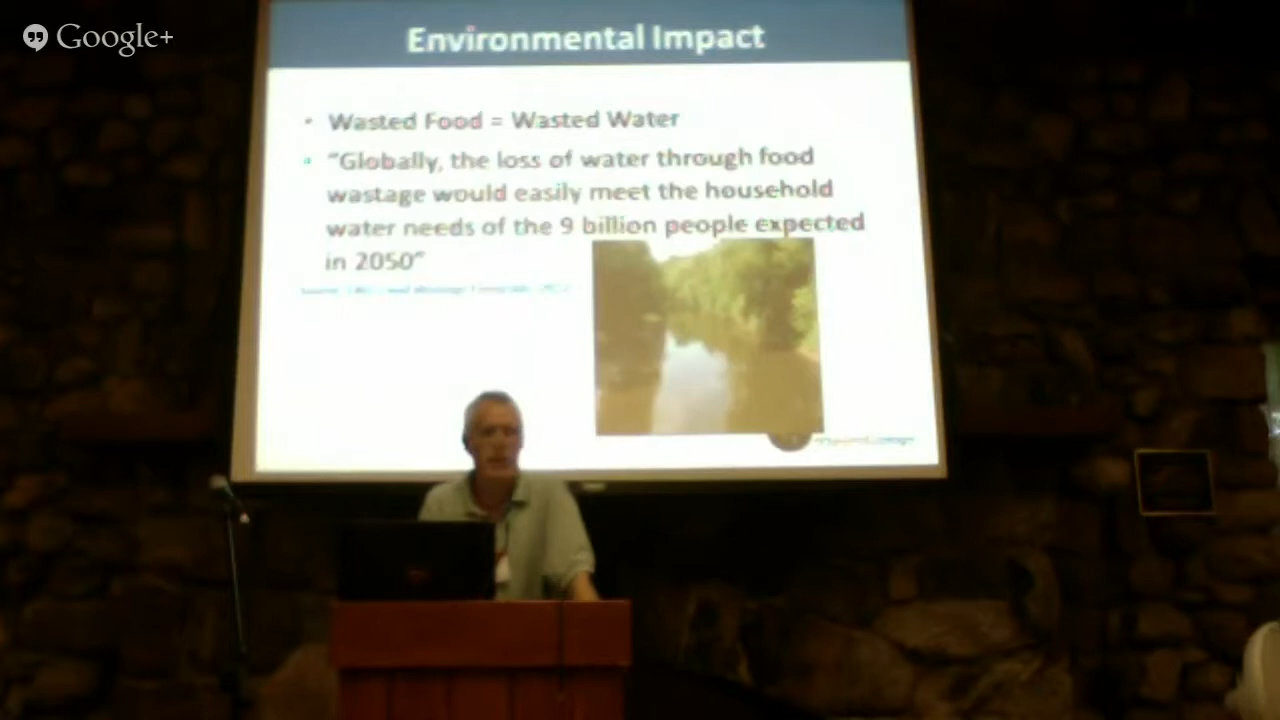 Google+
Environmental Impact
• Wasted Food = Wasted Water
• "Globally, the loss of water through food
wastage would easily meet the household
water needs of the 9 billion people expected
in 2050"